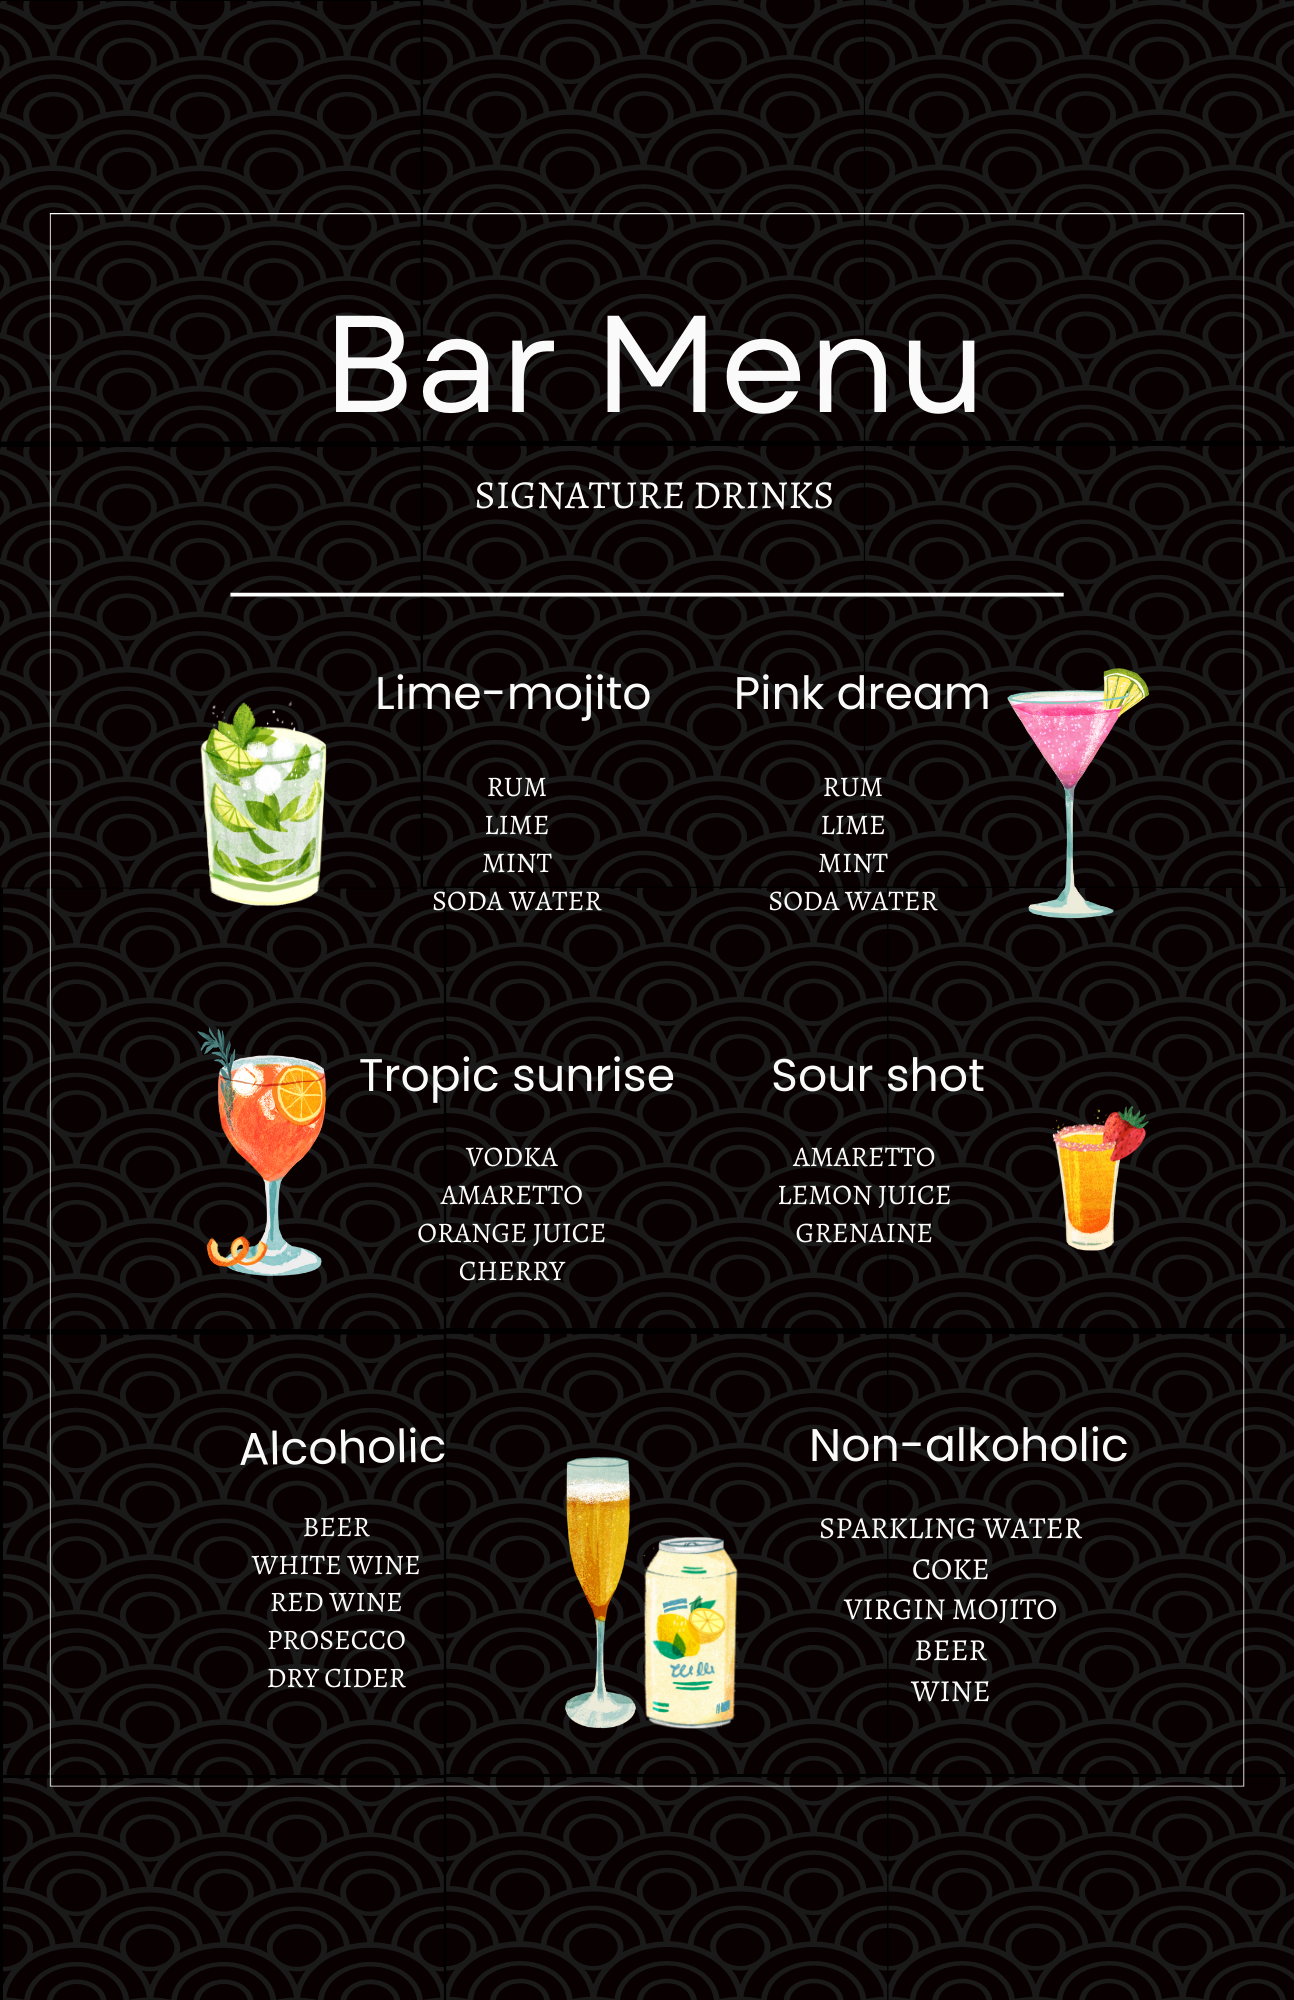 Bar Menu
SIGNATURE DRINKS
Lime-mojito
RUM
LIME
MINT
SODA WATER
Pink dream
RUM
LIME
MINT
SODA WATER
Tropic sunrise
VODKA
AMARETTO
ORANGE JUICE
CHERRY
Sour shot
AMARETTO
LEMON JUICE
GRENAINE
Alcoholic
BEER
WHITE WINE
RED WINE
PROSECCO
DRY CIDER
Non-alkoholic
SPARKLING WATER
COKE
VIRGIN MOJITO
BEER
WINE